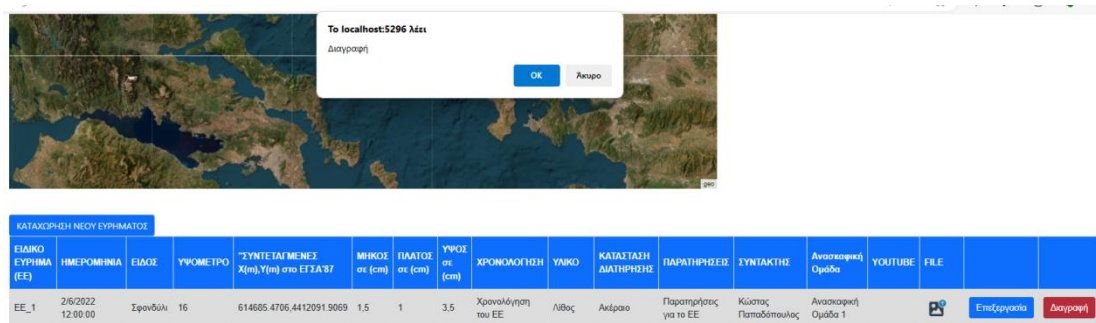 Το localhost:5296 λέει
Διαγραφή
OK Άκυρο
geo
ΚΑΤΑΧΩΡΗΣΗ ΝΕΟΥ ΕΥΡΗΜΑΤΟΣ
ΕΙΔΙΚΟ ΕΥΡΗΜΑ (ΕΕ) ΗΜΕΡΟΜΗΝΙΑ ΕΙΔΟΣ ΥΨΟΜΕΤΡΟ "ΣΥΝΤΕΤΑΓΜΕΝΕΣ Χ(m),Υ(m) στο ΕΓΣΑ'87 ΜΗΚΟΣ σε (cm) ΠΛΑΤΟΣ σε (cm) ΥΨΟΣ σε (cm) ΧΡΟΝΟΛΟΓΗΣΗ ΥΛΙΚΟ ΚΑΤΑΣΤΑΣΗ ΔΙΑΤΗΡΗΣΗΣ ΠΑΡΑΤΗΡΗΣΕΙΣ ΣΥΝΤΑΚΤΗΣ Ανασκαφική Ομάδα YOUTUBE FILE
ΕΕ_1 2/6/2022 12:00:00 Σφονδύλι 16 614685.4706,4412091.9069 1,5 1 3,5 Χρονολόγηση του ΕΕ Λίθος Ακέραιο Παρατηρήσεις για το ΕΕ Κώστας Παπαδόπουλος Ανασκαφική Ομάδα 1 Επεξεργασία Διαγραφή